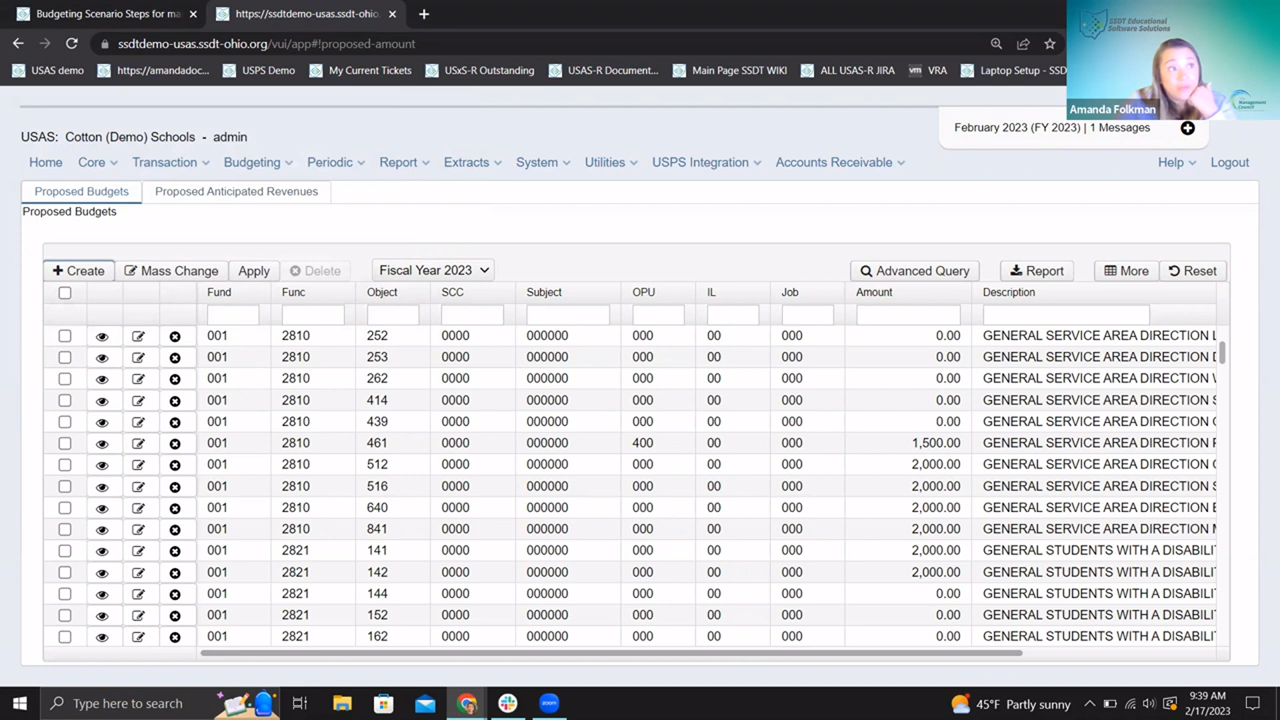 Budgeting Scenario Steps for ma
https://ssdtdemo-usas.ssdt-ohio.
ssdtdemo-usas.ssdt-ohio.org/vui/app#!proposed-amount
USAS demo
https://amandadoc...
USPS Demo
My Current Tickets
USxS-R Outstanding
USAS-R Document...
Main Page SSDT WIKI
ALL USAS-R JIRA
vm VRA
Laptop Setup - SSD
SSDT Educational
Software Solutions
Management
Council
Amanda Folkman
USAS: Cotton (Demo) Schools - admin
February 2023 (FY 2023) | 1 Messages
Home Core Transaction Budgeting Periodic Report Extracts System Utilities USPS Integration Accounts Receivable Help Logout
Proposed Budgets Proposed Anticipated Revenues
Proposed Budgets
Create Mass Change Apply Delete Fiscal Year 2023 Advanced Query Report More Reset
Fund Func Object SCC Subject OPU IL Job Amount Description
001 2810 252 0000 000000 000 00 000 0.00 GENERAL SERVICE AREA DIRECTION L
001 2810 253 0000 000000 000 00 000 0.00 GENERAL SERVICE AREA DIRECTION D
001 2810 262 0000 000000 000 00 000 0.00 GENERAL SERVICE AREA DIRECTION W
001 2810 414 0000 000000 000 00 000 0.00 GENERAL SERVICE AREA DIRECTION S
001 2810 439 0000 000000 000 00 000 0.00 GENERAL SERVICE AREA DIRECTION
001 2810 461 0000 000000 400 00 000 1,500.00 GENERAL SERVICE AREA DIRECTION
001 2810 512 0000 000000 000 00 000 2,000.00 GENERAL SERVICE AREA DIRECTION
001 2810 516 0000 000000 000 00 000 2,000.00 GENERAL SERVICE AREA DIRECTION S
001 2810 640 0000 000000 000 00 000 2,000.00 GENERAL SERVICE AREA DIRECTION
001 2810 841 0000 000000 000 00 000 2,000.00 GENERAL SERVICE AREA DIRECTION
001 2821 141 0000 000000 000 00 000 2,000.00 GENERAL STUDENTS WITH A DISABILI
001 2821 142 0000 000000 000 00 000 2,000.00 GENERAL STUDENTS WITH A DISABILI
001 2821 144 0000 000000 000 00 000 0.00 GENERAL STUDENTS WITH A DISABILI
001 2821 152 0000 000000 000 00 000 0.00 GENERAL STUDENTS WITH A DISABILI
001 2821 162 0000 000000 000 00 000 0.00 GENERAL STUDENTS WITH A DISABILI
Type here to search
zoom
45°F Partly sunny
9:39 AM
2/17/2023